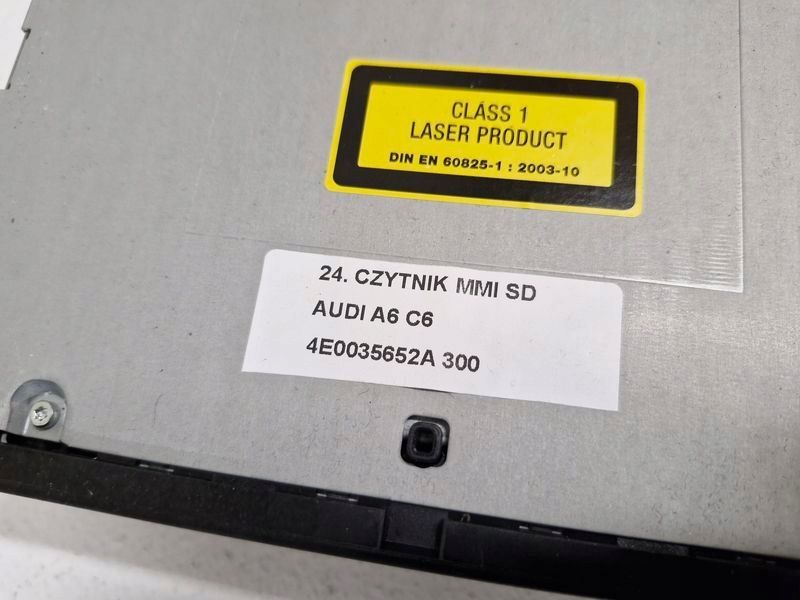 CLASS 1
LASER PRODUCT
DIN EN 60825-1 : 2003-10
24. CZYTNIK MMI SD
AUDI A6 C6
4E0035652A 300